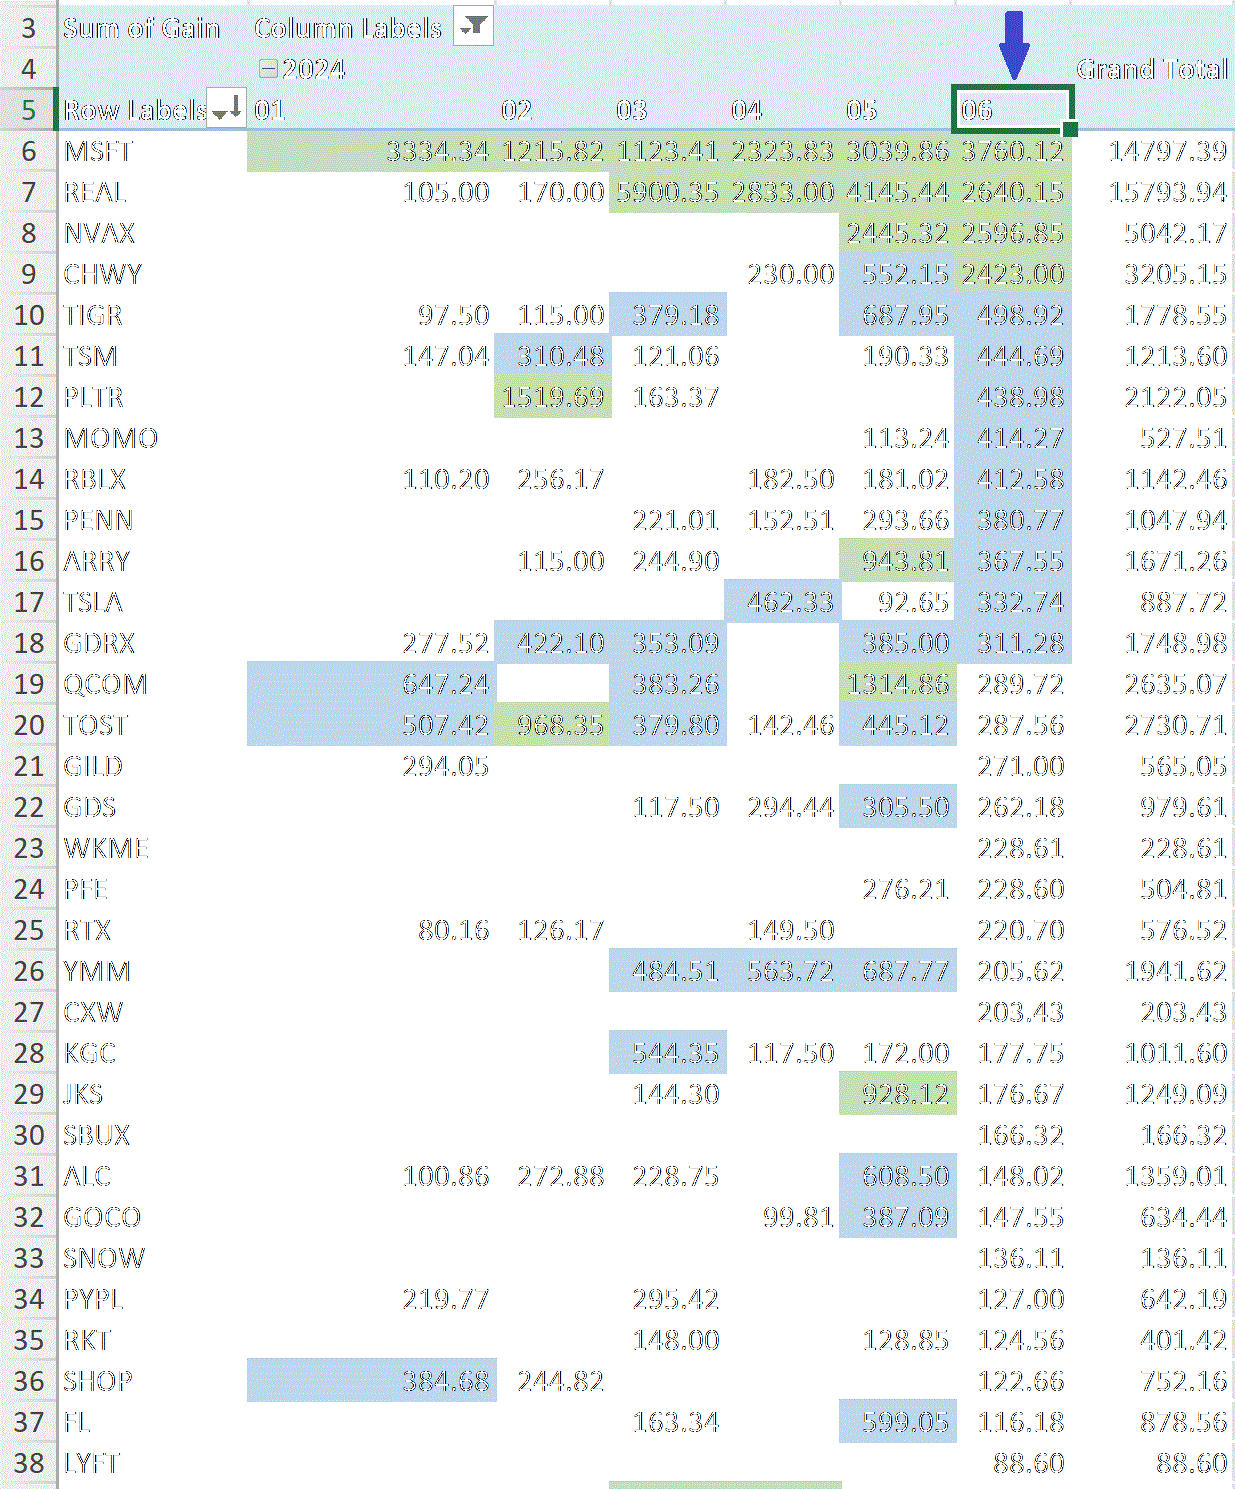 3 Sum of Gain Column Labels
4 2024 Grand Total
5 Row Labels 01 02 03 04 05 06
6 MSFT 3334.34 1215.82 1123.41 2323.83 3039.86 3760.12 14797.39
7 REAL 105.00 170.00 5900.35 2833.00 4145.44 2640.15 15793.94
8 NVAX 2445.32 2596.85 5042.17
9 CHWY 230.00 552.15 2423.00 3205.15
10 TIGR 97.50 115.00 379.18 687.95 498.92 1778.55
11 TSM 147.04 310.48 121.06 190.33 444.69 1213.60
12 PLTR 1519.69 163.37 438.98 2122.05
13 MOMO 113.24 414.27 527.51
14 RBLX 110.20 256.17 182.50 181.02 412.58 1142.46
15 PENN 221.01 152.51 293.66 380.77 1047.94
16 ARRY 115.00 244.90 943.81 367.55 1671.26
17 TSLA 462.33 92.65 332.74 887.72
18 GDRX 277.52 422.10 353.09 385.00 311.28 1748.98
19 QCOM 647.24 383.26 1314.86 289.72 2635.07
20 TOST 507.42 968.35 379.80 142.46 445.12 287.56 2730.71
21 GILD 294.05 271.00 565.05
22 GDS 117.50 294.44 305.50 262.18 979.61
23 WKME 228.61 228.61
24 PFE 276.21 228.60 504.81
25 RTX 80.16 126.17 149.50 220.70 576.52
26 YMM 484.51 563.72 687.77 205.62 1941.62
27 CXW 203.43 203.43
28 KGC 544.35 117.50 172.00 177.75 1011.60
29 JKS 144.30 928.12 176.67 1249.09
30 SBUX 166.32 166.32
31 ALC 100.86 272.88 228.75 608.50 148.02 1359.01
32 GOCO 99.81 387.09 147.55 634.44
33 SNOW 136.11 136.11
34 PYPL 219.77 295.42 127.00 642.19
35 RKT 148.00 128.85 124.56 401.42
36 SHOP 384.68 244.82 122.66 752.16
37 FL 163.34 599.05 116.18 878.56
38 LYFT 88.60 88.60